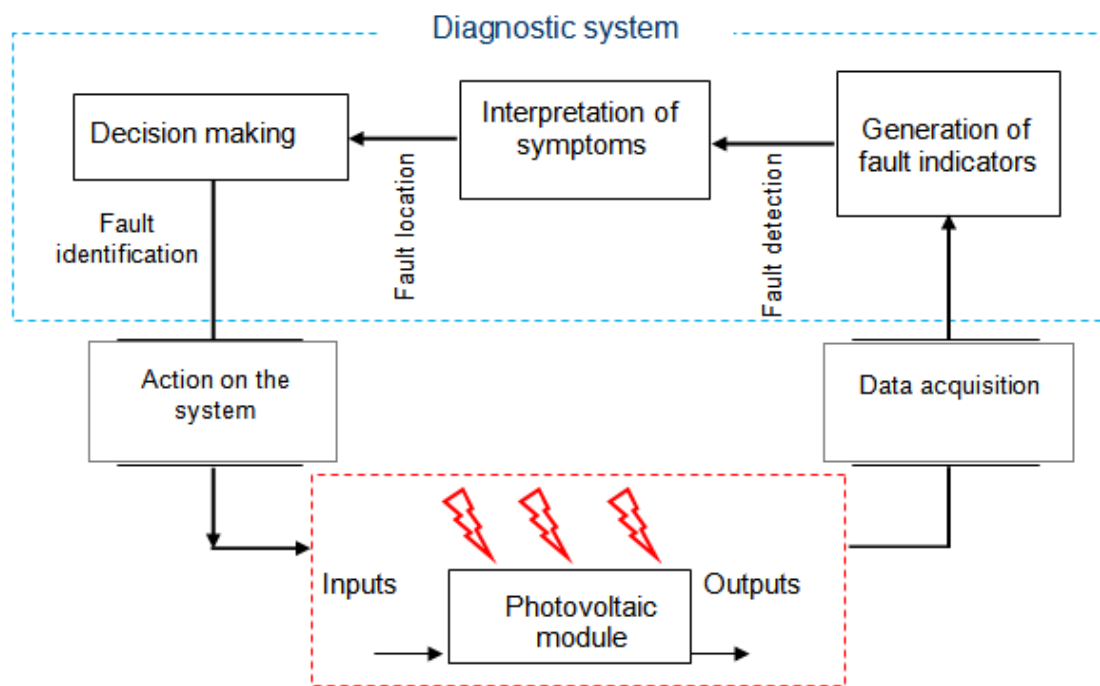 Diagnostic system
Decision making
Interpretation of
symptoms
Generation of
fault indicators
Fault
identification
Fault location
Fault detection
Action on the
system
Data acquisition
Inputs
Outputs
Photovoltaic
module